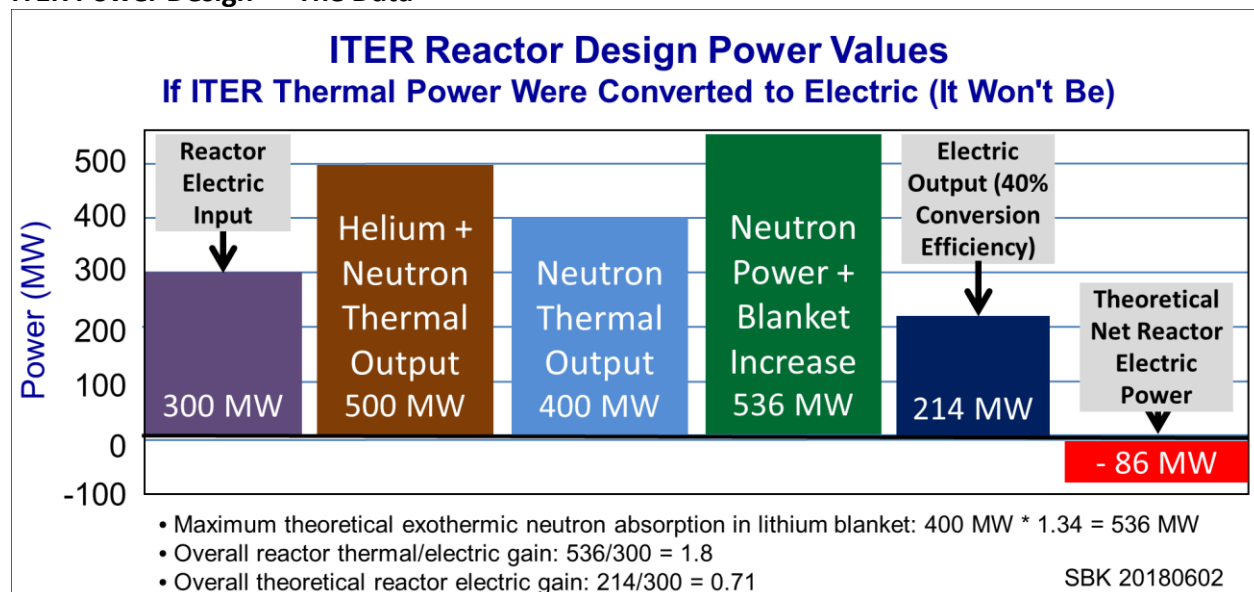 ITER Reactor Design Power Values
If ITER Thermal Power Were Converted to Electric (It Won't Be)
Power (MW)
500
400
300
200
100
0
-100
Reactor
Electric
Input
300 MW
Helium +
Neutron
Thermal
Output
500 MW
Neutron
Thermal
Output
400 MW
Neutron
Power +
Blanket
Increase
536 MW
Electric
Output (40%
Conversion
Efficiency)
214 MW
Theoretical
Net Reactor
Electric
Power
- 86 MW
• Maximum theoretical exothermic neutron absorption in lithium blanket: 400 MW * 1.34 = 536 MW
• Overall reactor thermal/electric gain: 536/300 = 1.8
• Overall theoretical reactor electric gain: 214/300 = 0.71
SBK 20180602